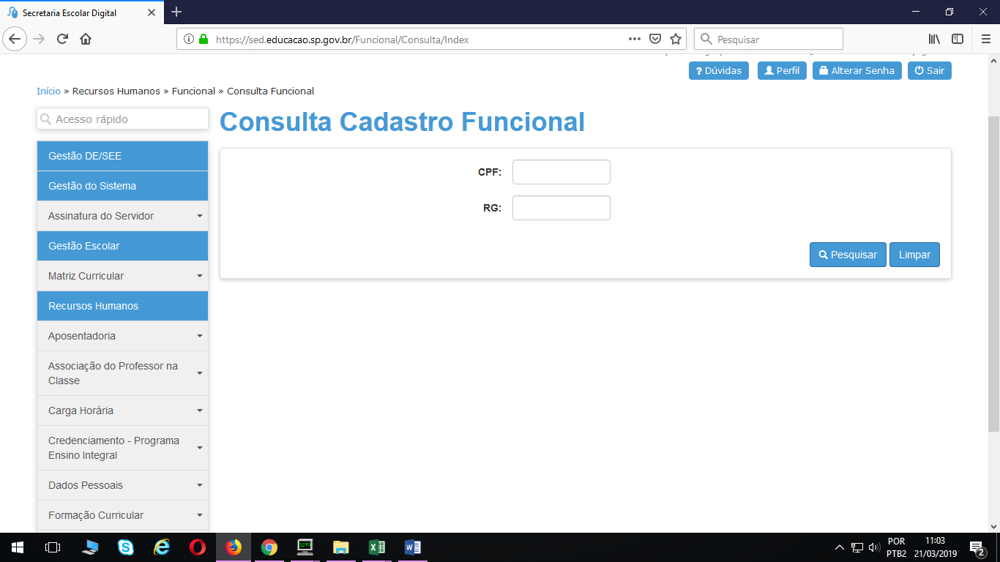 Secretaria Escolar Digital
https://sed.educacao.sp.gov.br/Funcional/Consulta/Index
Pesquisar
? Dúvidas
Perfil
Alterar Senha
Sair
Início » Recursos Humanos » Funcional » Consulta Funcional
Acesso rápido
Consulta Cadastro Funcional
CPF:
RG:
Pesquisar
Limpar
Gestão DE/SEE
Gestão do Sistema
Assinatura do Servidor
Gestão Escolar
Matriz Curricular
Recursos Humanos
Aposentadoria
Associação do Professor na
Classe
Carga Horária
Credenciamento - Programa
Ensino Integral
Dados Pessoais
Formação Curricular
3270
POR
PTB2
11:03
21/03/2019
2